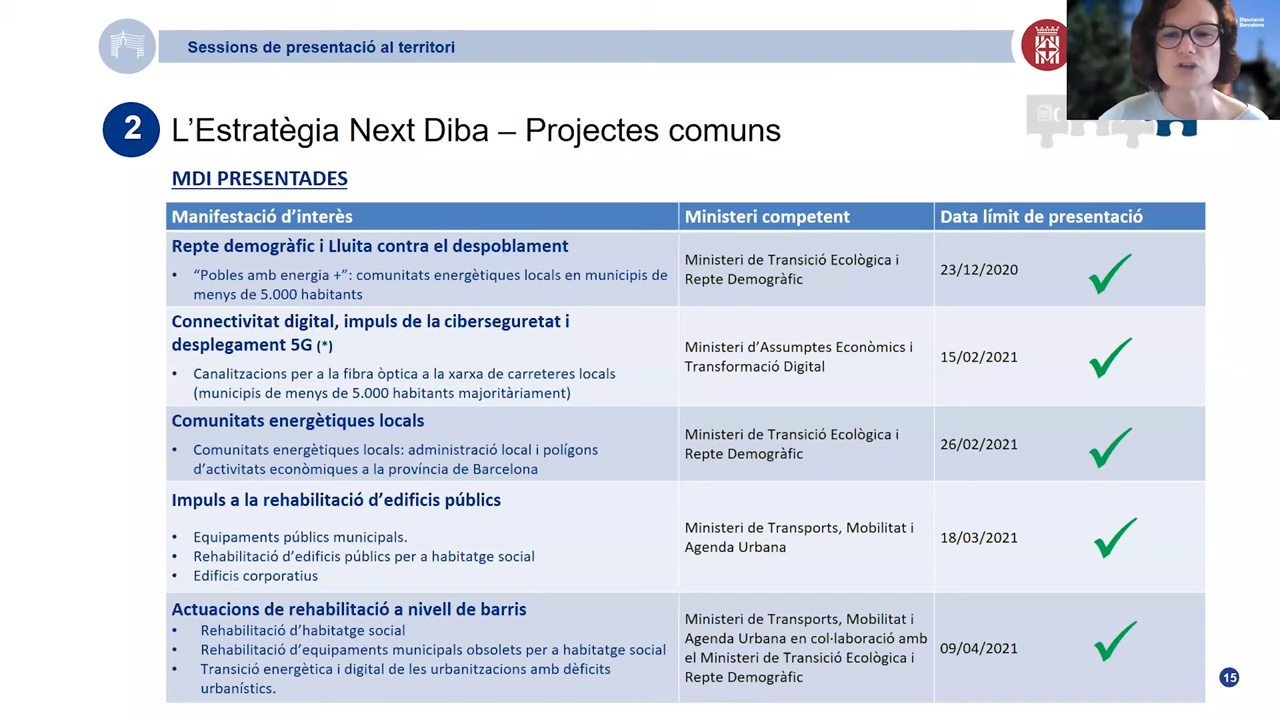 Sessions de presentació al territori
Diputació
Barcelona
2
L’Estratègia Next Diba – Projectes comuns
MDI PRESENTADES
Manifestació d’interès
Ministeri competent
Data límit de presentació
Repte demogràfic i Lluita contra el despoblament
• “Pobles amb energia +”: comunitats energètiques locals en municipis de
menys de 5.000 habitants
Ministeri de Transició Ecològica i
Repte Demogràfic
23/12/2020
Connectivitat digital, impuls de la ciberseguretat i
desplegament 5G (*)
• Canalitzacions per a la fibra òptica a la xarxa de carreteres locals
(municipis de menys de 5.000 habitants majoritàriament)
Ministeri d’Assumptes Econòmics i
Transformació Digital
15/02/2021
Comunitats energètiques locals
• Comunitats energètiques locals: administració local i polígons
d’activitats econòmiques a la província de Barcelona
Ministeri de Transició Ecològica i
Repte Demogràfic
26/02/2021
Impuls a la rehabilitació d’edificis públics
• Equipaments públics municipals.
• Rehabilitació d’edificis públics per a habitatge social
• Edificis corporatius
Ministeri de Transports, Mobilitat i
Agenda Urbana
18/03/2021
Actuacions de rehabilitació a nivell de barris
• Rehabilitació d’habitatge social
• Rehabilitació d’equipaments municipals obsolets per a habitatge social
• Transició energètica i digital de les urbanitzacions amb dèficits
urbanístics.
Ministeri de Transports, Mobilitat i
Agenda Urbana en col·laboració amb
el Ministeri de Transició Ecològica i
Repte Demogràfic
09/04/2021
15